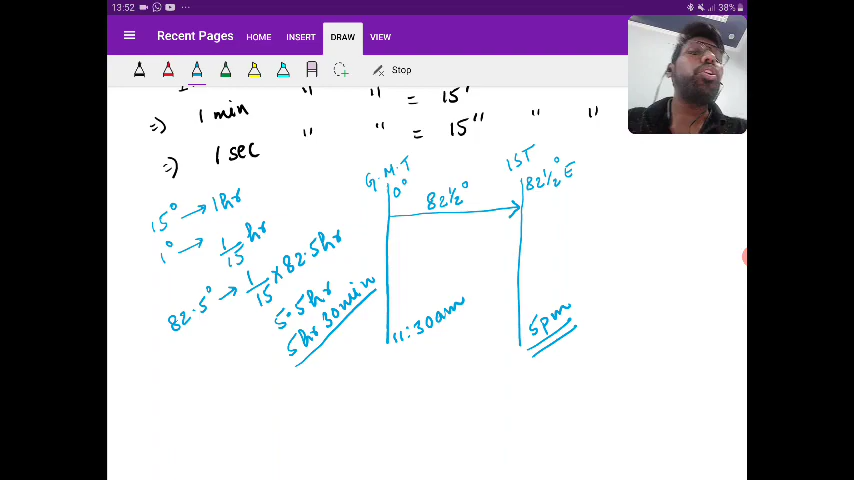 13:52
38%
Recent Pages HOME INSERT DRAW VIEW
Stop
1 min " " = 15'
=> 1 sec " " = 15" " "
=>
G.M.T
0°
IST
82½° E
82½°
15° → 1hr
1° → 1/15 hr
82.5° → 1/15 × 82.5hr
5.5hr
5hr 30min
11:30am
5pm